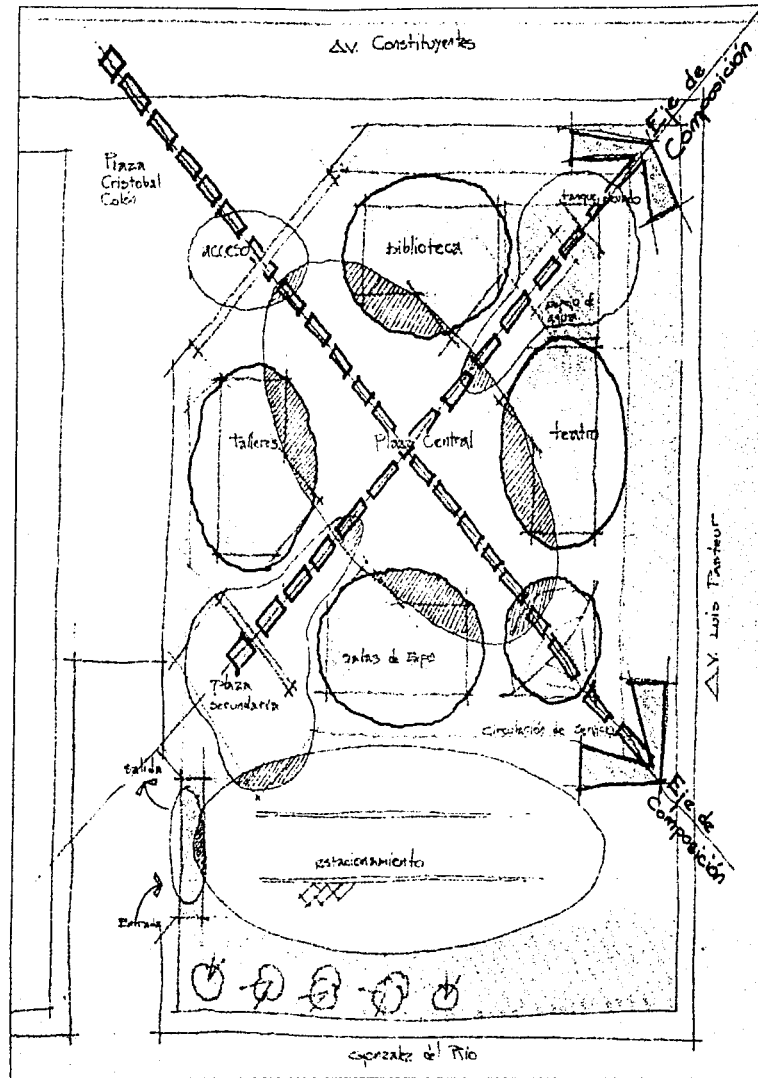 Av. Constituyentes
Eje de
Composición
Plaza
Cristobal
Colón
acceso
biblioteca
espejo de
agua
talleres
Plaza Central
teatro
Av. Luis Pasteur
salas de Expo
Plaza
secundaria
Circulación de Servicio
Salida
Eje de
Composición
estacionamiento
Entrada
Gonzalez del Río